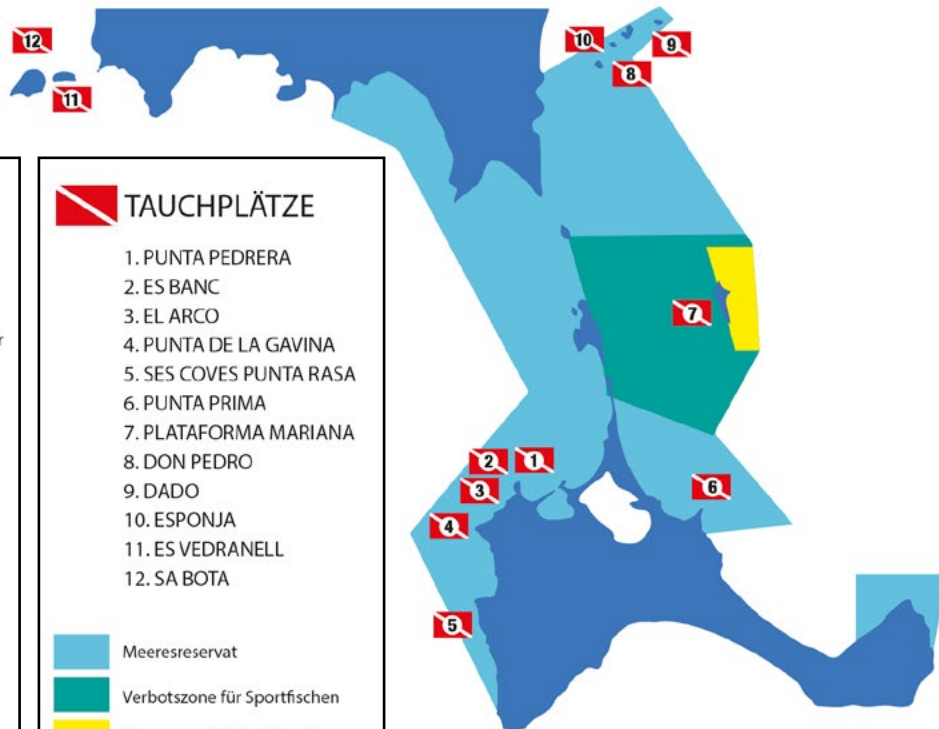 12
11
10
9
8
TAUCHPLÄTZE
1. PUNTA PEDRERA
2. ES BANC
3. EL ARCO
4. PUNTA DE LA GAVINA
5. SES COVES PUNTA RASA
6. PUNTA PRIMA
7. PLATAFORMA MARIANA
8. DON PEDRO
9. DADO
10. ESPONJA
11. ES VEDRANELL
12. SA BOTA
Meeresreservat
Verbotszone für Sportfischen
7
2
1
3
6
4
5